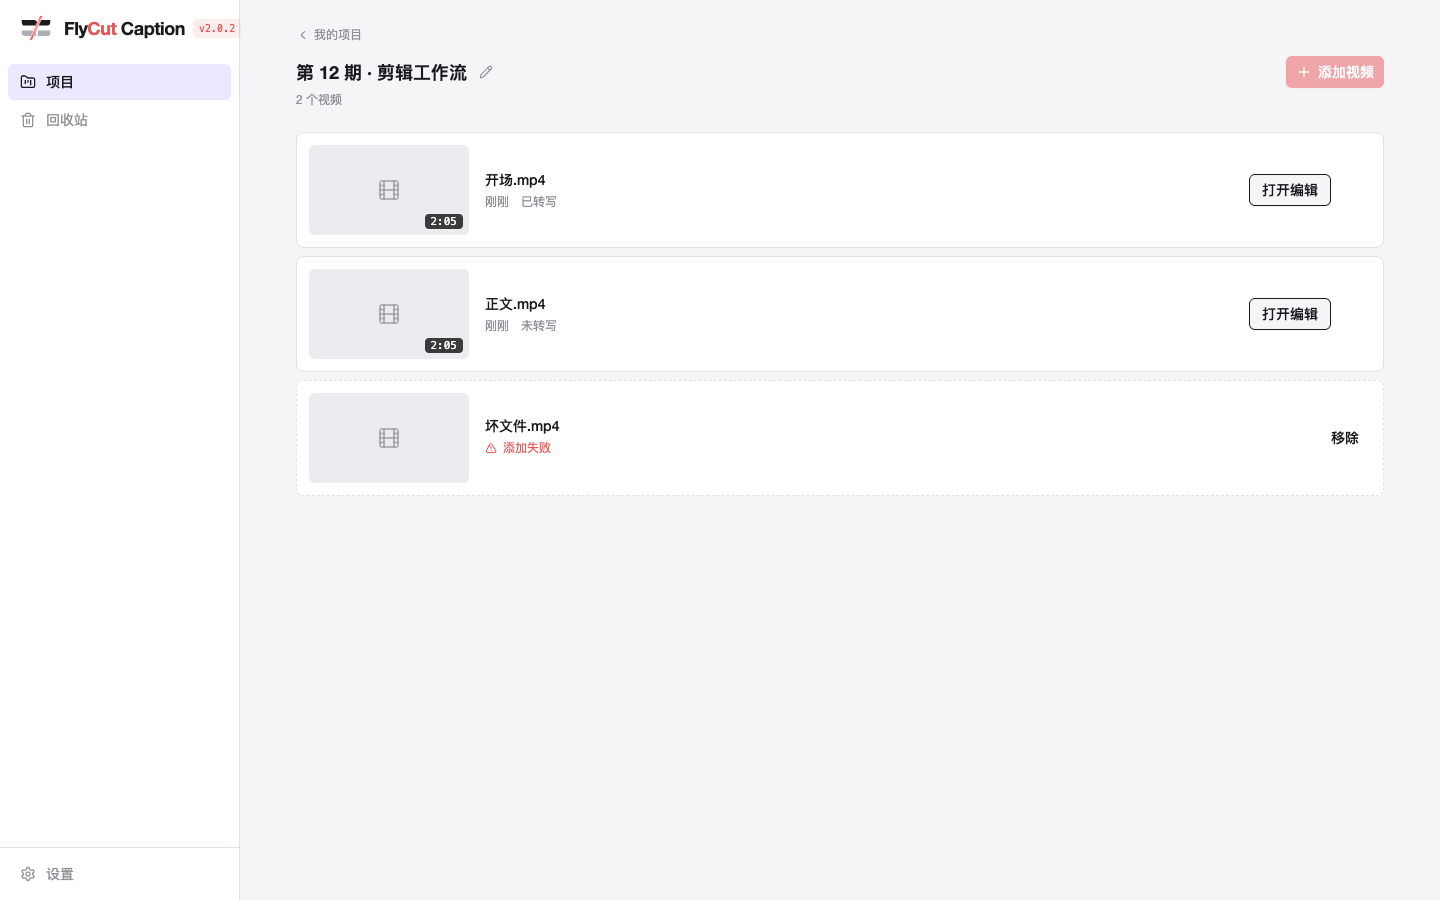 FlyCut Caption v2.0.2
项目
回收站
设置
我的项目
第 12 期 · 剪辑工作流
2 个视频
添加视频
2:05
开场.mp4
刚刚 已转写
打开编辑
2:05
正文.mp4
刚刚 未转写
打开编辑
坏文件.mp4
添加失败
移除